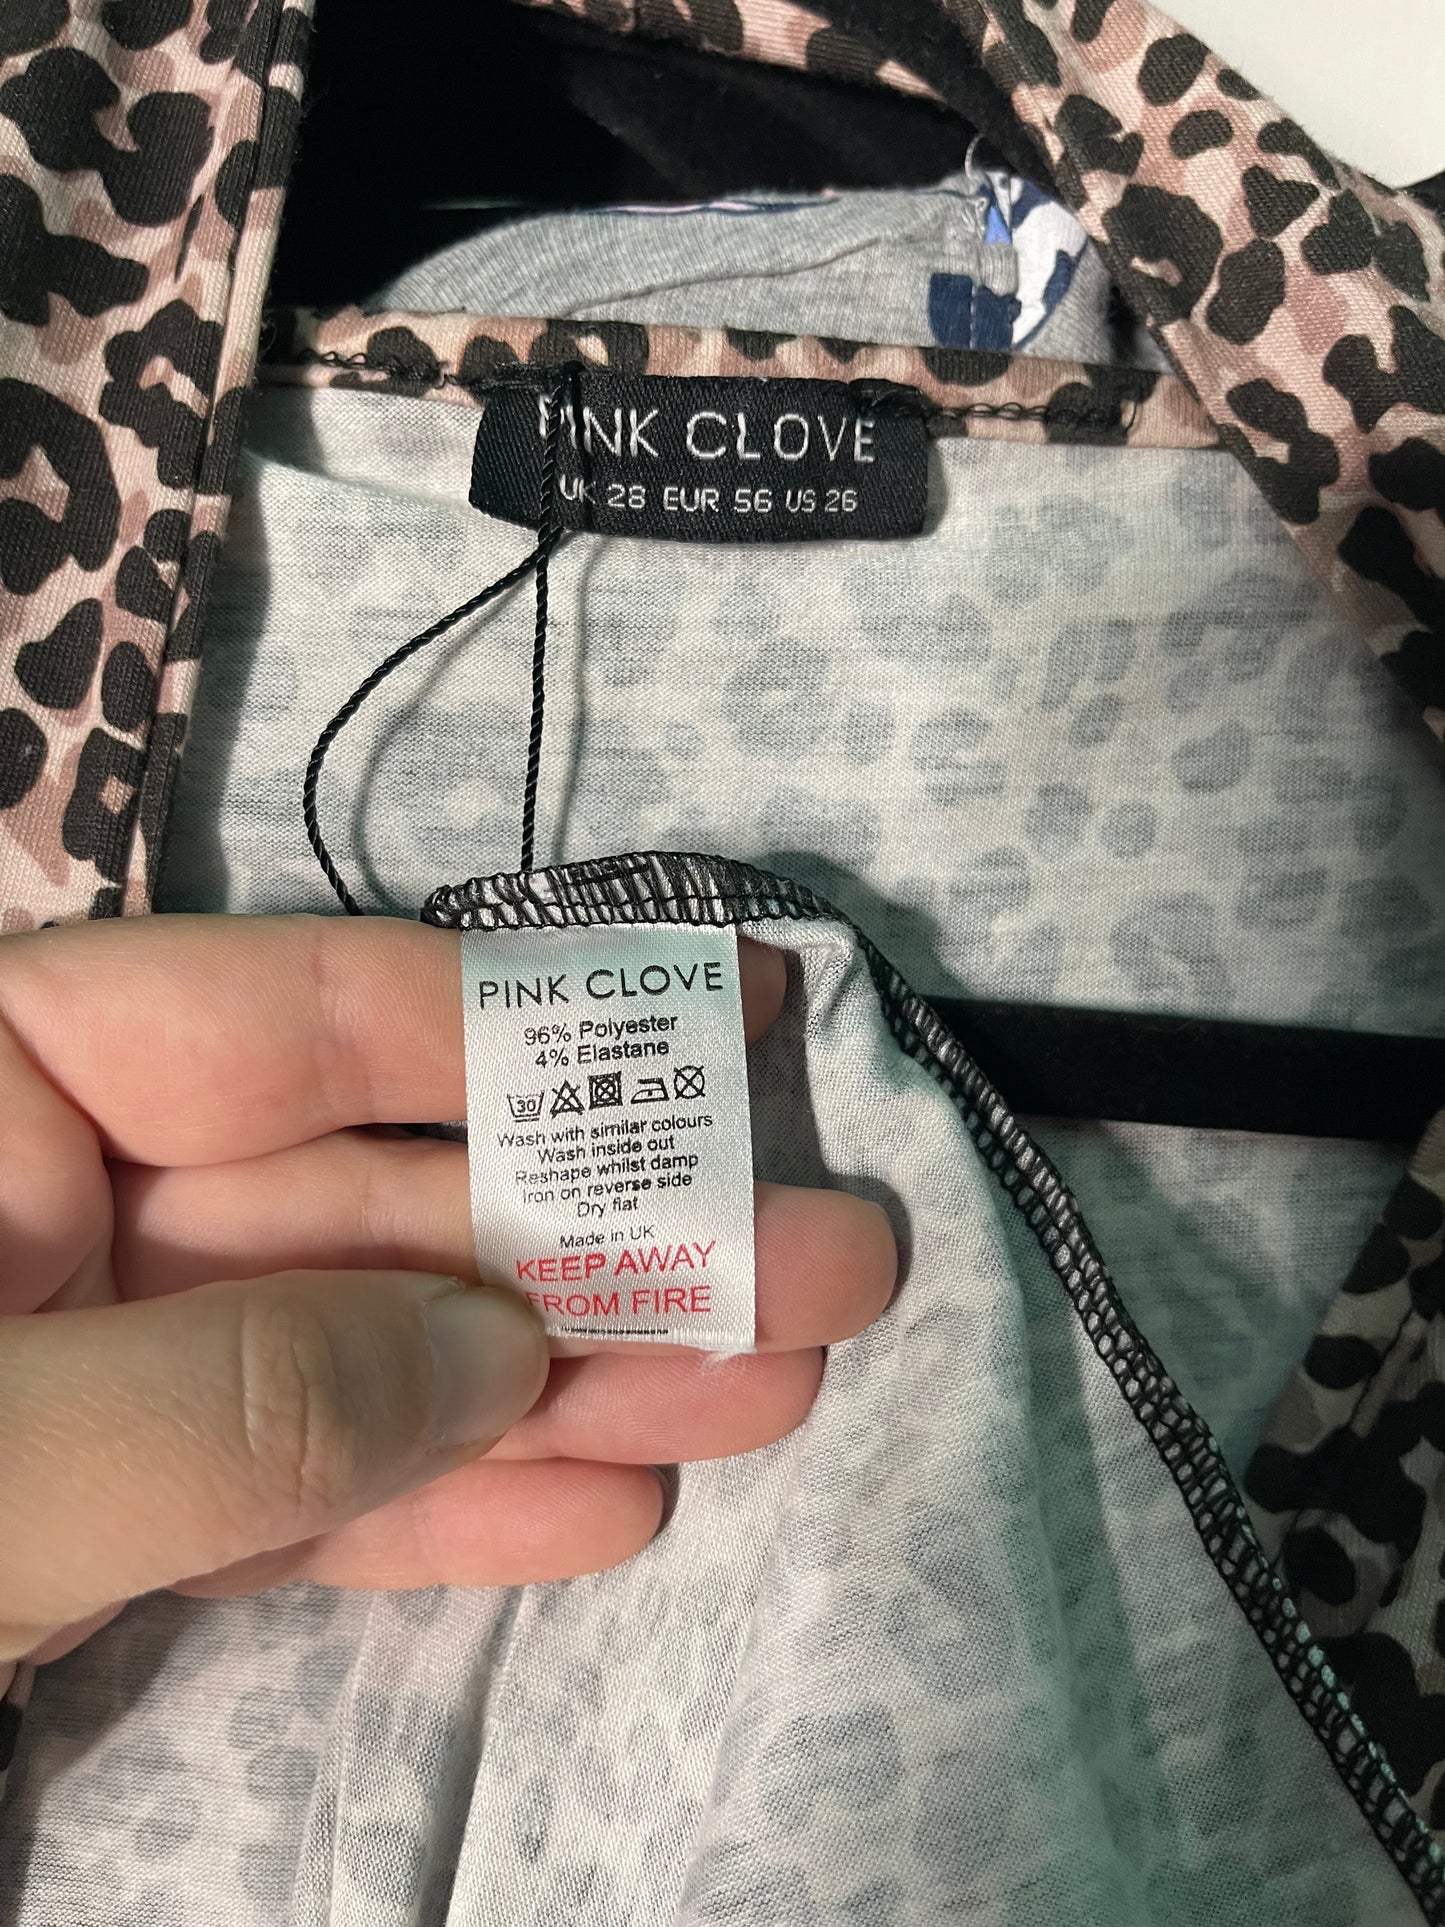 PINK CLOVE
UK 28 EUR 56 US 26
PINK CLOVE
96% Polyester
4% Elastane
30
Wash with similar colours
Wash inside out
Reshape whilst damp
Iron on reverse side
Dry flat
Made in UK
KEEP AWAY
FROM FIRE